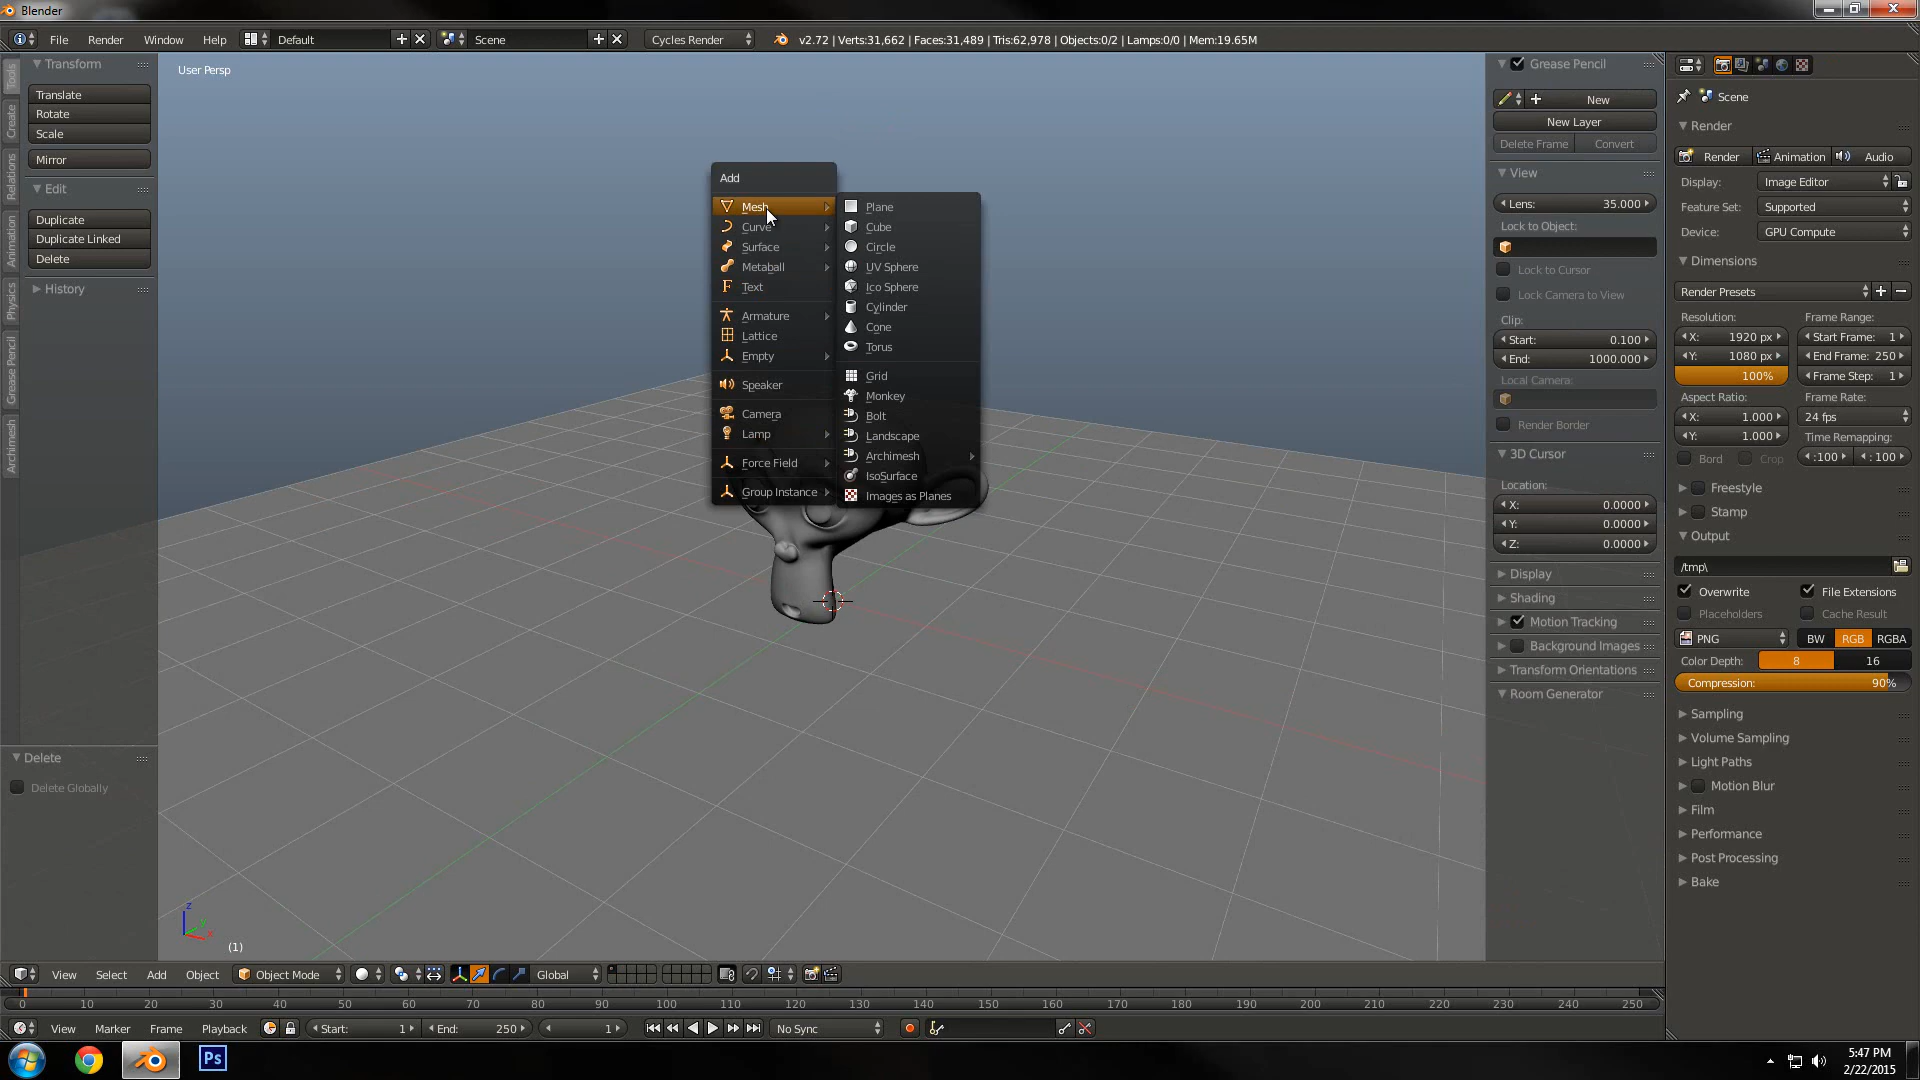 Blender
File Render Window Help Default Scene Cycles Render v2.72 | Verts:31,662 | Faces:31,489 | Tris:62,978 | Objects:0/2 | Lamps:0/0 | Mem:19.65M
Tools
Create
Relations
Animation
Physics
Grease Pencil
Archimesh
Transform
Translate
Rotate
Scale
Mirror
Edit
Duplicate
Duplicate Linked
Delete
History
Delete
Delete Globally
User Persp
Add
Mesh
Curve
Surface
Metaball
Text
Armature
Lattice
Empty
Speaker
Camera
Lamp
Force Field
Group Instance
Plane
Cube
Circle
UV Sphere
Ico Sphere
Cylinder
Cone
Torus
Grid
Monkey
Bolt
Landscape
Archimesh
IsoSurface
Images as Planes
z
y
x
(1)
Grease Pencil
New
New Layer
Delete Frame Convert
View
Lens: 35.000
Lock to Object:
Lock to Cursor
Lock Camera to View
Clip:
Start: 0.100
End: 1000.000
Local Camera:
Render Border
3D Cursor
Location:
X: 0.0000
Y: 0.0000
Z: 0.0000
Display
Shading
Motion Tracking
Background Images
Transform Orientations
Room Generator
Scene
Render
Render Animation Audio
Display: Image Editor
Feature Set: Supported
Device: GPU Compute
Dimensions
Render Presets
Resolution: Frame Range:
X: 1920 px Start Frame: 1
Y: 1080 px End Frame: 250
100% Frame Step: 1
Aspect Ratio: Frame Rate:
X: 1.000 24 fps
Y: 1.000 Time Remapping:
Bord Crop :100 : 100
Freestyle
Stamp
Output
/tmp\
Overwrite File Extensions
Placeholders Cache Result
PNG BW RGB RGBA
Color Depth: 8 16
Compression: 90%
Sampling
Volume Sampling
Light Paths
Motion Blur
Film
Performance
Post Processing
Bake
View Select Add Object Object Mode Global
0 10 20 30 40 50 60 70 80 90 100 110 120 130 140 150 160 170 180 190 200 210 220 230 240 250
View Marker Frame Playback Start: 1 End: 250 1 No Sync
Ps
5:47 PM
2/22/2015